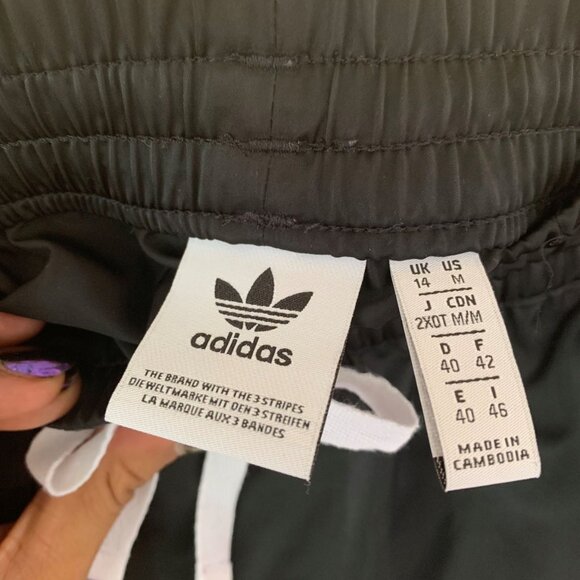 adidas
THE BRAND WITH THE 3 STRIPES
DIE WELTMARKE MIT DEN 3 STREIFEN
LA MARQUE AUX 3 BANDES
UK US
14 M
J CDN
2XOT M/M
D F
40 42
E I
40 46
MADE IN
CAMBODIA